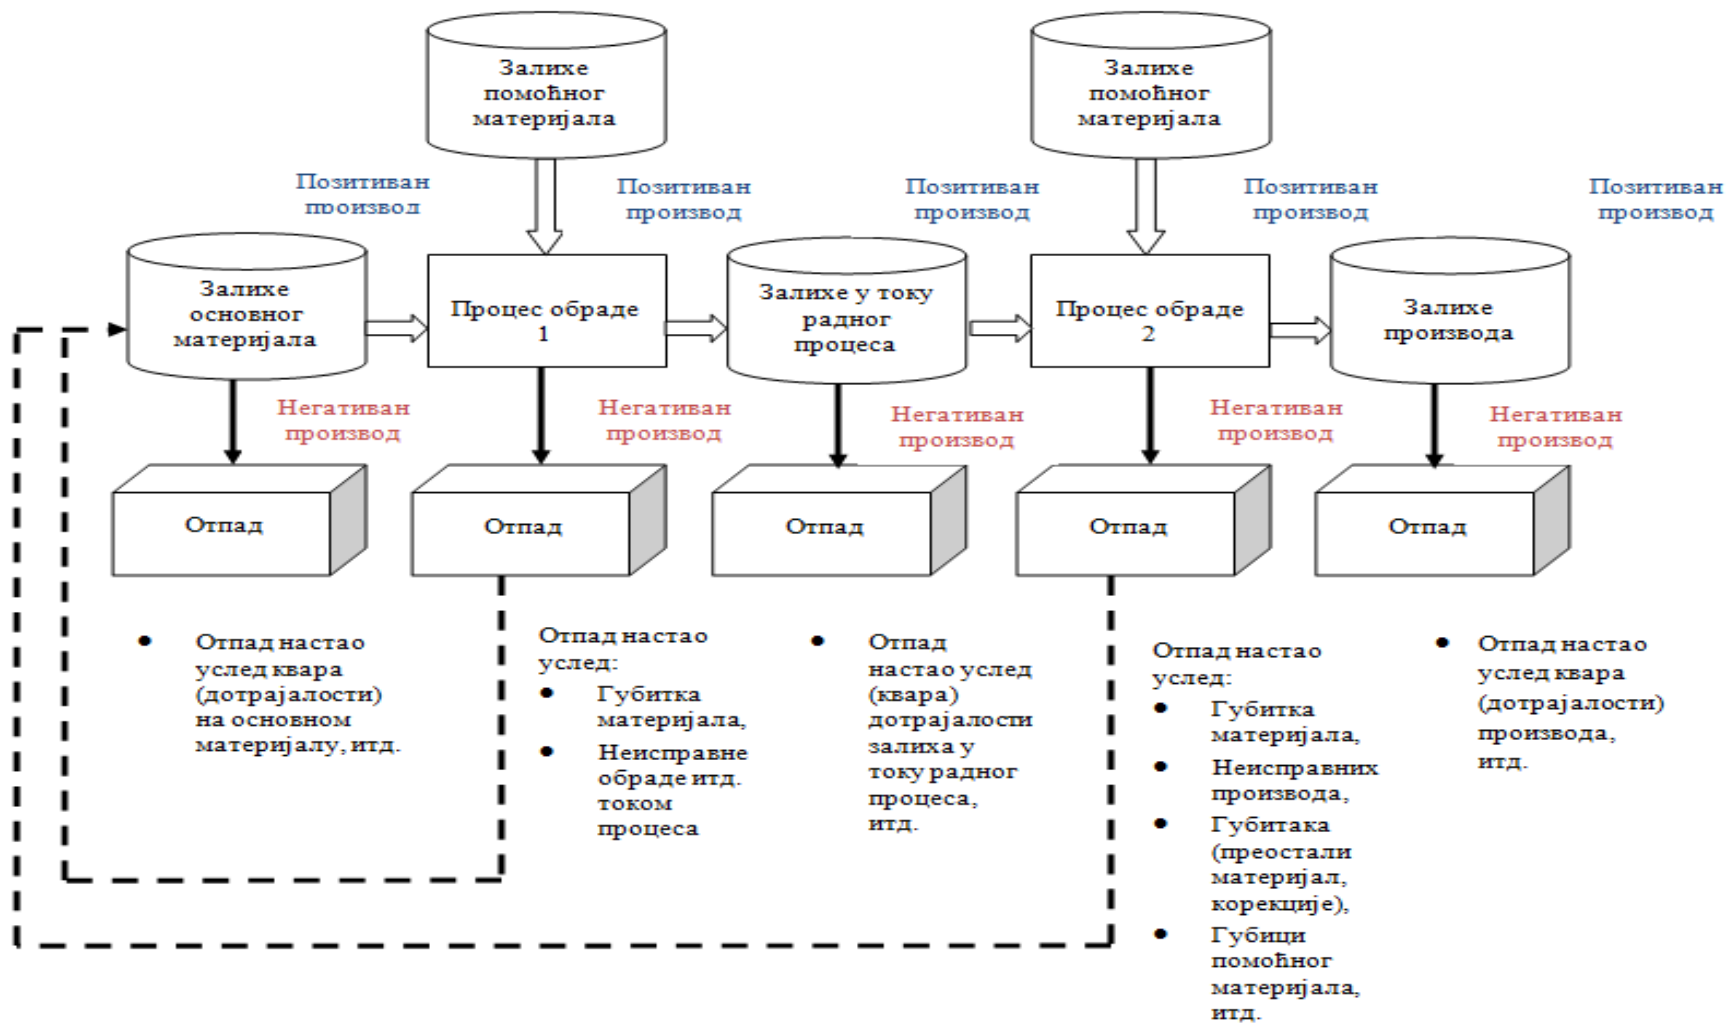 Залихе
помоћног
материјала
Залихе
помоћног
материјала
Позитиван
производ
Позитиван
производ
Позитиван
производ
Позитиван
производ
Позитиван
производ
Залихе
основног
материјала
Процес обраде
1
Залихе у току
радног
процеса
Процес обраде
2
Залихе
производа
Негативан
производ
Негативан
производ
Негативан
производ
Негативан
производ
Негативан
производ
Отпад
Отпад
Отпад
Отпад
Отпад
• Отпад настао
услед квара
(дотрајалости)
на основном
материјалу, итд.
Отпад настао
услед:
• Губитка
материјала,
• Неисправне
обраде итд.
током
процеса
• Отпад
настао услед
(квара)
дотрајалости
залиха у
току радног
процеса,
итд.
Отпад настао
услед:
• Губитка
материјала,
• Неисправних
производа,
• Губитака
(преостали
материјал,
корекције),
• Губици
помоћног
материјала,
итд.
• Отпад настао
услед квара
(дотрајалости)
производа,
итд.